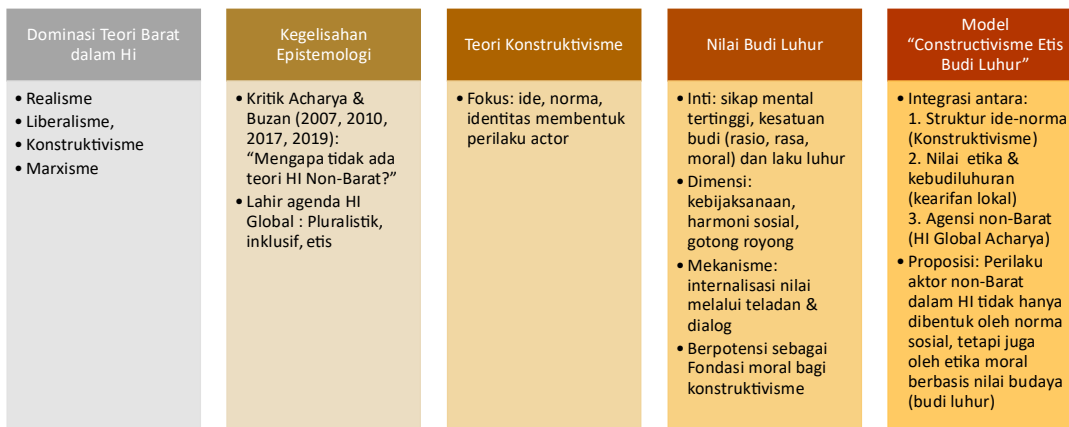 Dominasi Teori Barat
dalam Hi
• Realisme
• Liberalisme,
• Konstruktivisme
• Marxisme
Kegelisahan
Epistemologi
• Kritik Acharya &
Buzan (2007, 2010,
2017, 2019):
“Mengapa tidak ada
teori HI Non-Barat?”
• Lahir agenda HI
Global : Pluralistik,
inklusif, etis
Teori Konstruktivisme
• Fokus: ide, norma,
identitas membentuk
perilaku actor
Nilai Budi Luhur
• Inti: sikap mental
tertinggi, kesatuan
budi (rasio, rasa,
moral) dan laku luhur
• Dimensi:
kebijaksanaan,
harmoni sosial,
gotong royong
• Mekanisme:
internalisasi nilai
melalui teladan &
dialog
• Berpotensi sebagai
Fondasi moral bagi
konstruktivisme
Model
“Constructivisme Etis
Budi Luhur”
• Integrasi antara:
1. Struktur ide-norma
(Konstruktivisme)
2. Nilai etika &
kebudiluhuran
(kearifan lokal)
3. Agensi non-Barat
(HI Global Acharya)
• Proposisi: Perilaku
aktor non-Barat
dalam HI tidak hanya
dibentuk oleh norma
sosial, tetapi juga
oleh etika moral
berbasis nilai budaya
(budi luhur)